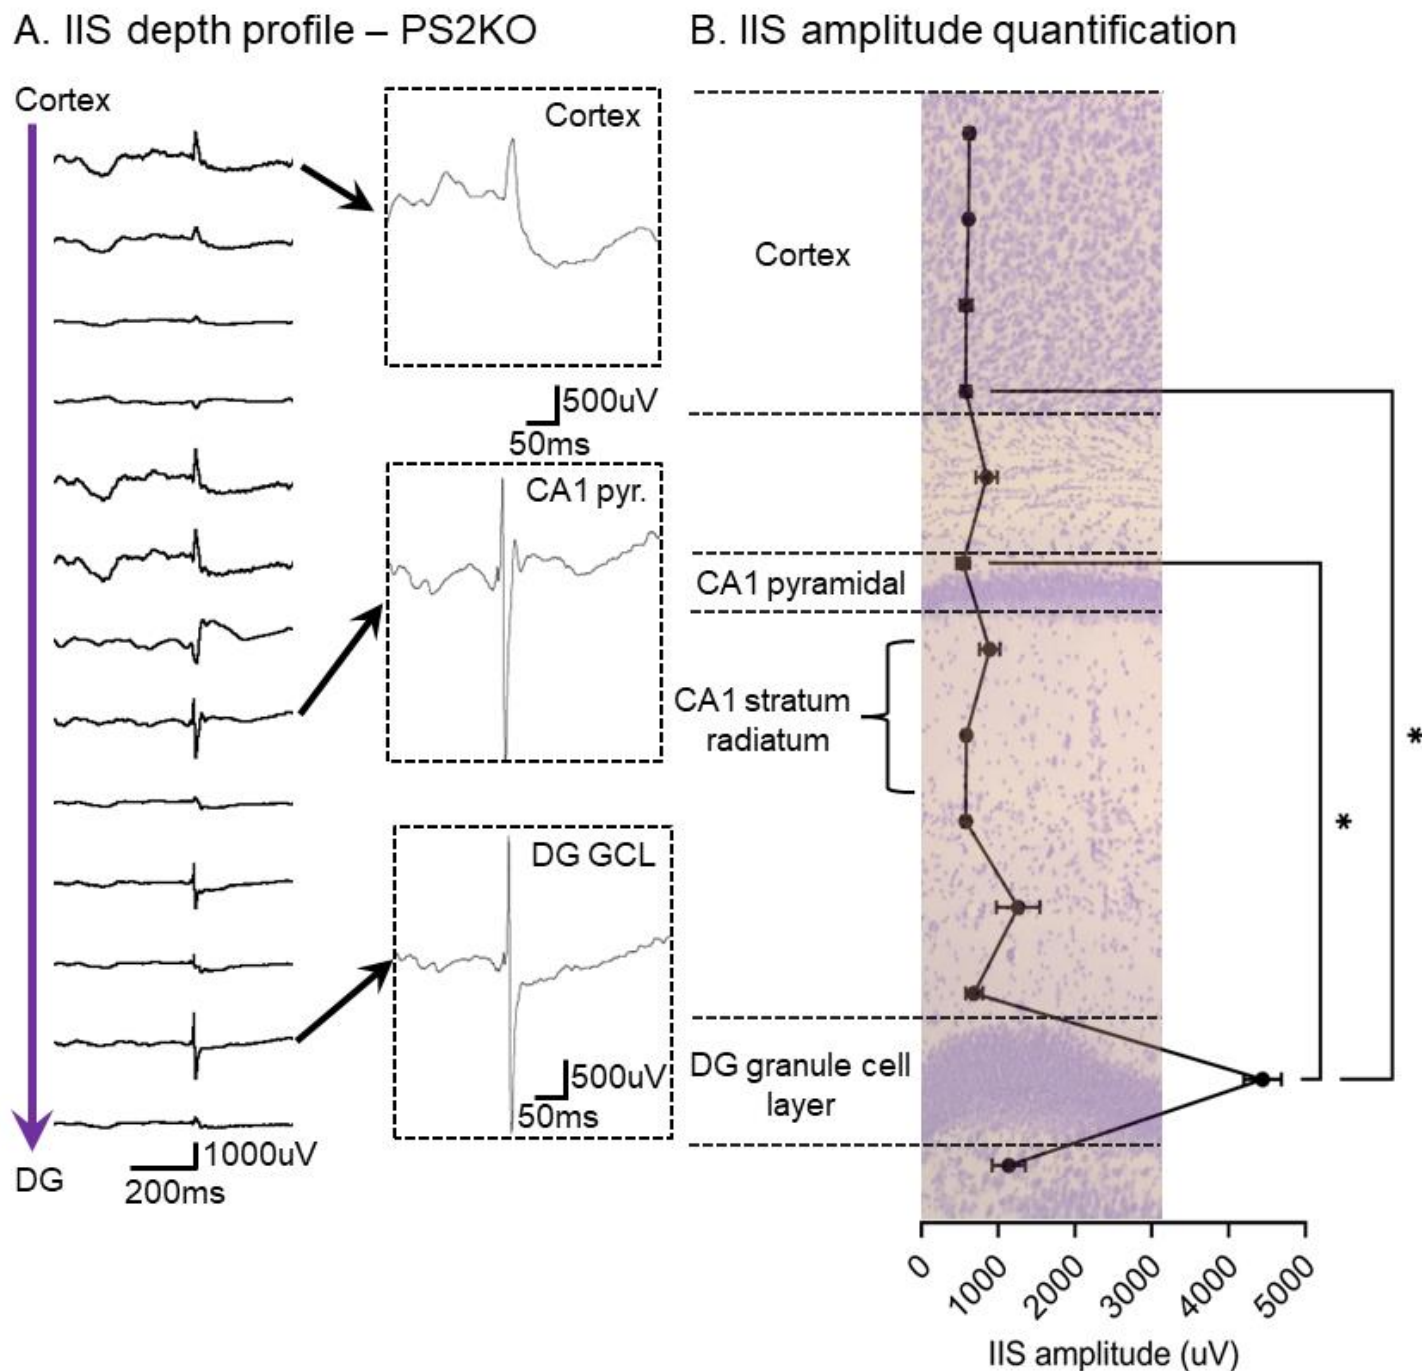 A. IIS depth profile – PS2KO
B. IIS amplitude quantification
Cortex
Cortex
500uV
50ms
CA1 pyr.
DG GCL
500uV
50ms
DG
1000uV
200ms
Cortex
CA1 pyramidal
CA1 stratum
radiatum
DG granule cell
layer
*
*
0
1000
2000
3000
4000
5000
IIS amplitude (uV)